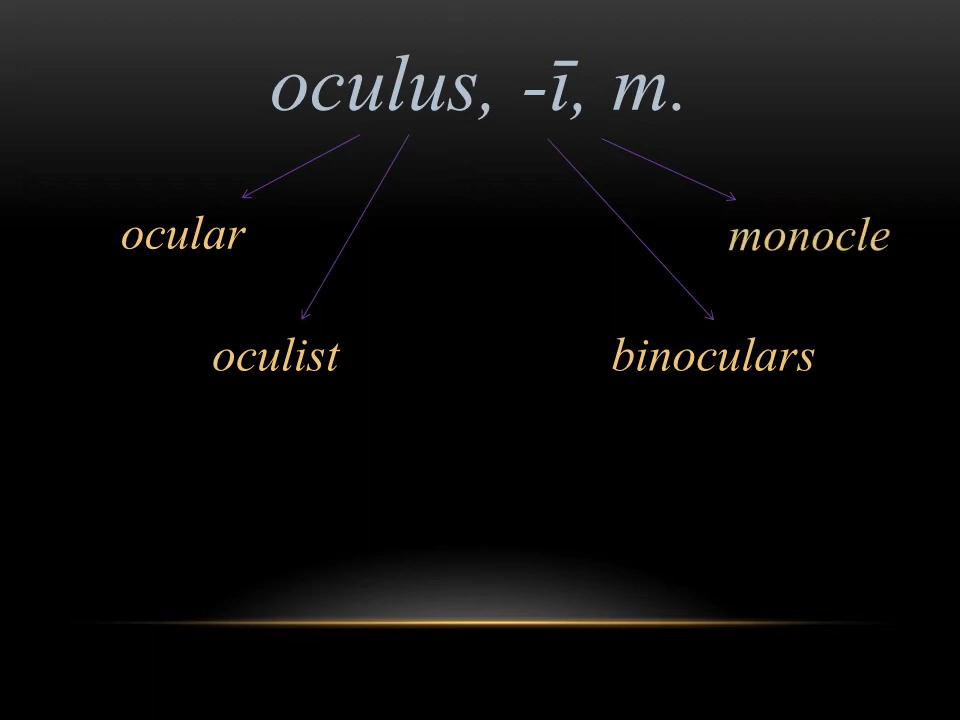 oculus, -ī, m.
ocular
monocle
oculist
binoculars